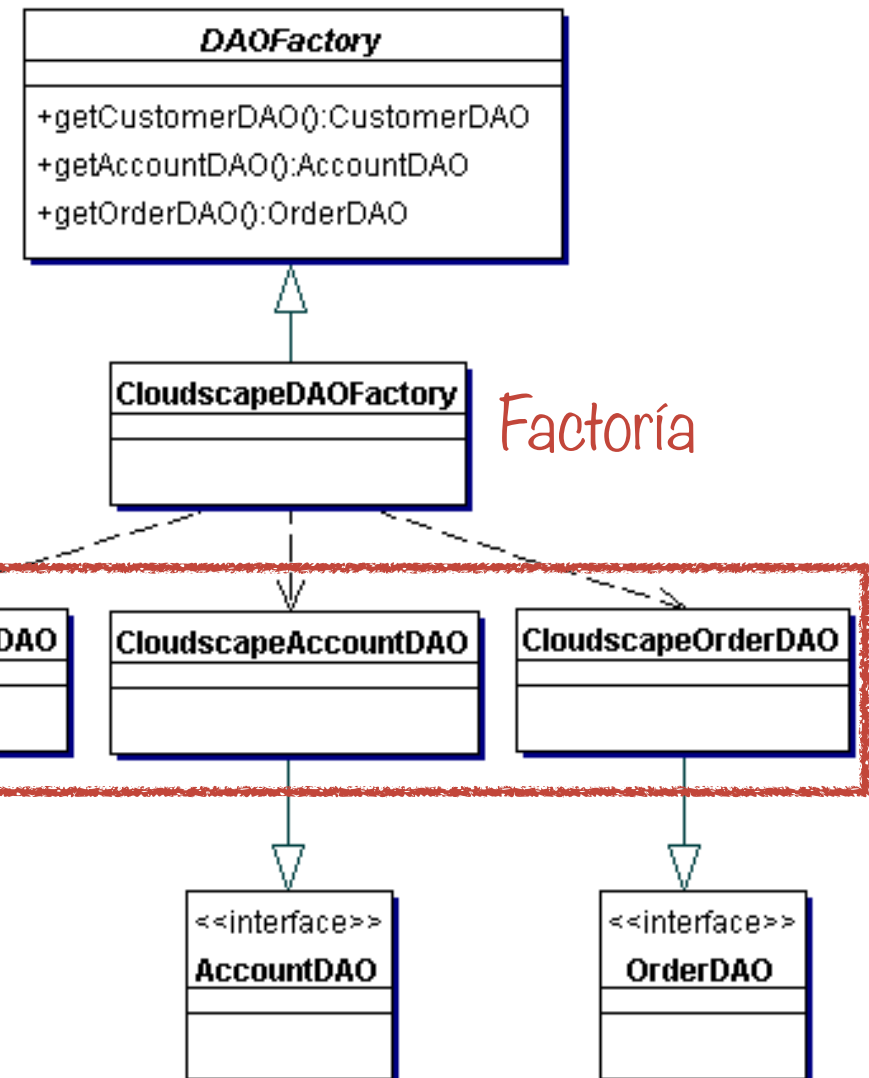 DAOFactory
+getCustomerDAO():CustomerDAO
+getAccountDAO():AccountDAO
+getOrderDAO():OrderDAO
CloudscapeDAOFactory
Factoría
DAO
CloudscapeAccountDAO
CloudscapeOrderDAO
<<interface>>
AccountDAO
<<interface>>
OrderDAO